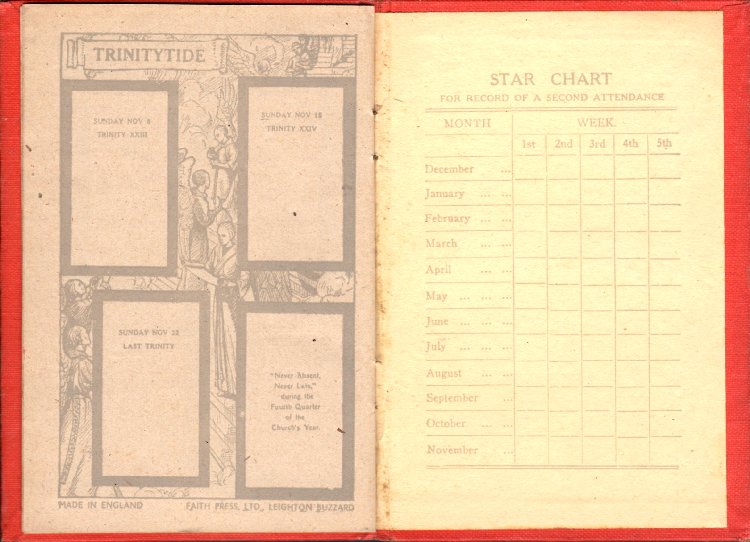 TRINITYTIDE
SUNDAY NOV 8
TRINITY XXIII
SUNDAY NOV 15
TRINITY XXIV
SUNDAY NOV 22
LAST TRINITY
"Never Absent,
Never Late,"
during the
Fourth Quarter
of the
Church's Year.
MADE IN ENGLAND
FAITH PRESS, LTD., LEIGHTON BUZZARD
STAR CHART
FOR RECORD OF A SECOND ATTENDANCE
MONTH WEEK.
1st 2nd 3rd 4th 5th
December ...
January ... ...
February ... ...
March ... ...
April ... ...
May ... ... ...
June ... ... ...
July ... ... ...
August ... ...
September ...
October ... ...
November ...